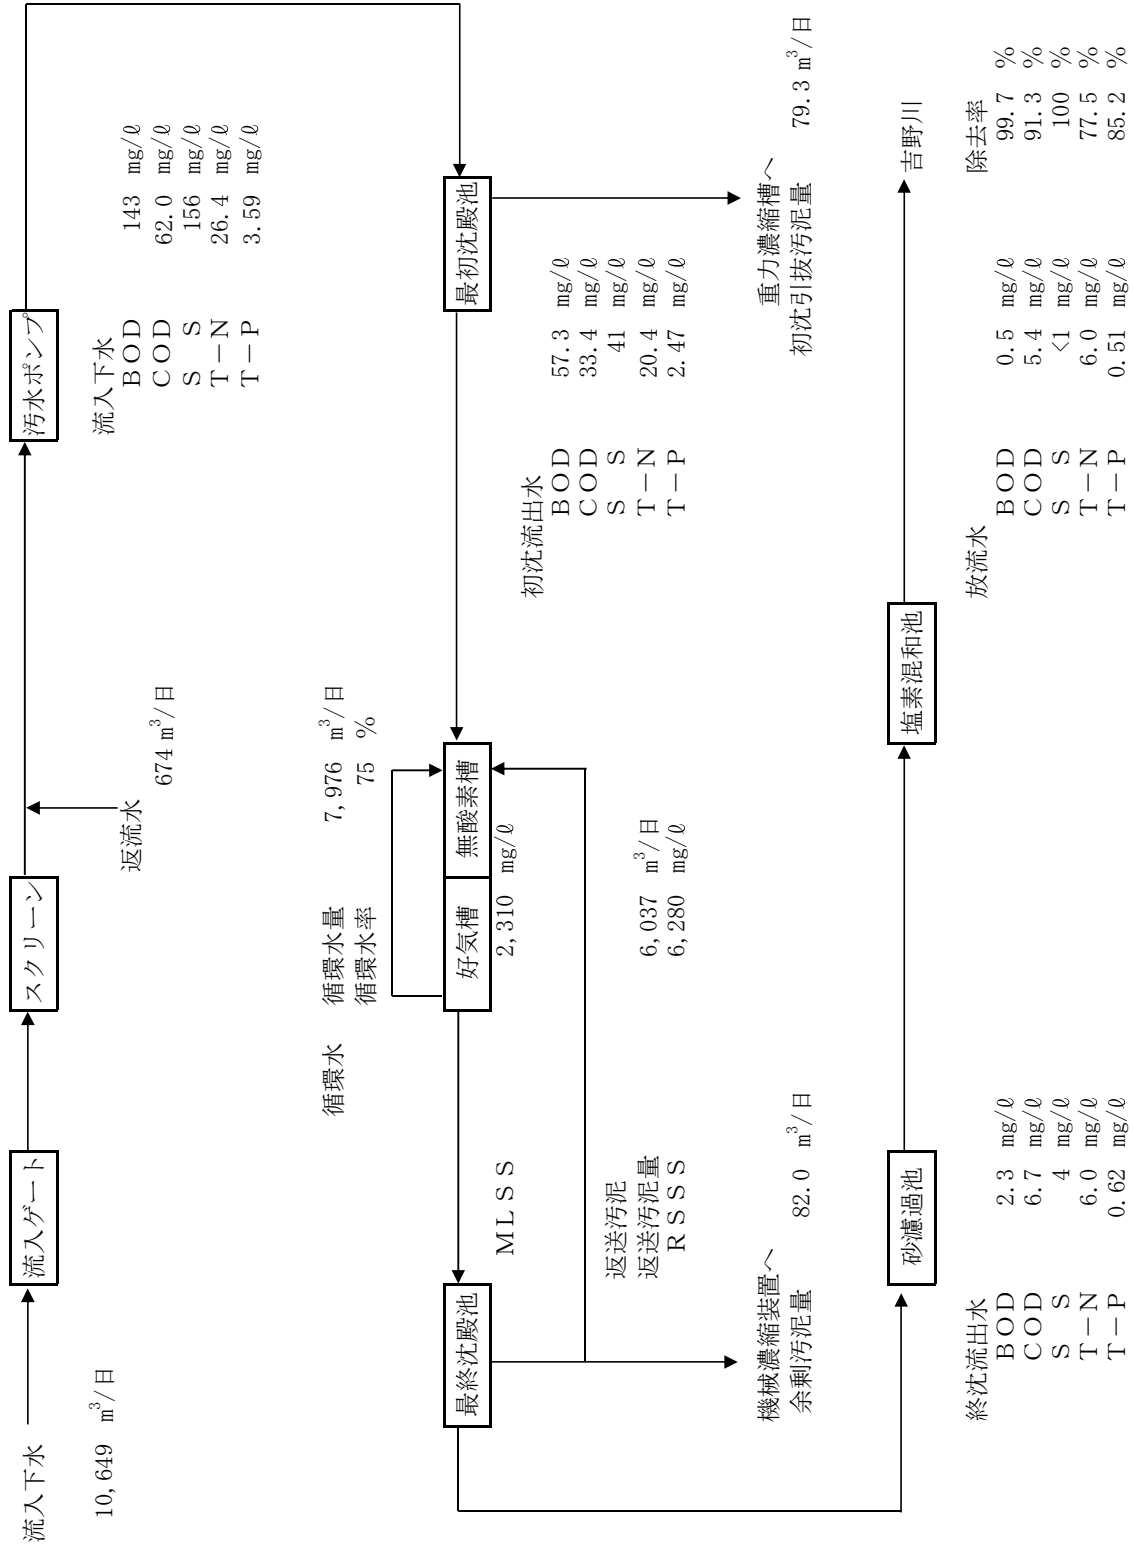 流入下水
10,649 m³/日
流入ゲート
スクリーン
返流水
674 m³/日
汚水ポンプ
流入下水
BOD 143 mg/ℓ
COD 62.0 mg/ℓ
S S 156 mg/ℓ
T－N 26.4 mg/ℓ
T－P 3.59 mg/ℓ
循環水 循環水量 7,976 m³/日
循環水率 75 %
最終沈殿池
好気槽
無酸素槽
最初沈殿池
MLSS 2,310 mg/ℓ
初沈流出水
BOD 57.3 mg/ℓ
COD 33.4 mg/ℓ
S S 41 mg/ℓ
T－N 20.4 mg/ℓ
T－P 2.47 mg/ℓ
返送汚泥
返送汚泥量 6,037 m³/日
RSSS 6,280 mg/ℓ
機械濃縮装置へ
余剰汚泥量 82.0 m³/日
重力濃縮槽へ
初沈引抜汚泥量 79.3 m³/日
砂濾過池
塩素混和池
吉野川
終沈流出水
BOD 2.3 mg/ℓ
COD 6.7 mg/ℓ
S S 4 mg/ℓ
T－N 6.0 mg/ℓ
T－P 0.62 mg/ℓ
放流水 除去率
BOD 0.5 mg/ℓ 99.7 %
COD 5.4 mg/ℓ 91.3 %
S S <1 mg/ℓ 100 %
T－N 6.0 mg/ℓ 77.5 %
T－P 0.51 mg/ℓ 85.2 %